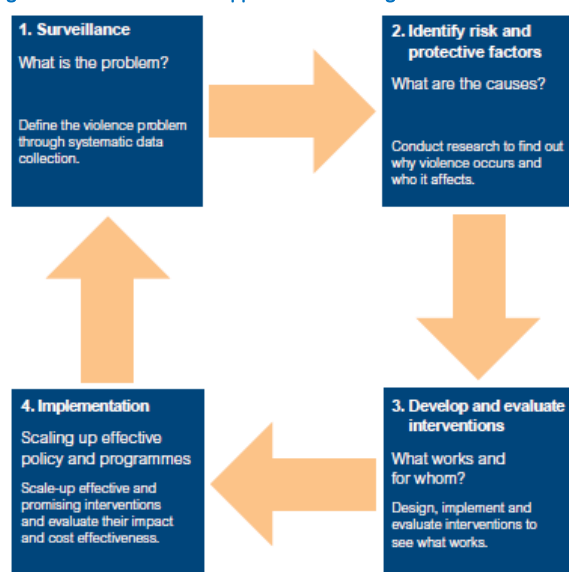 1. Surveillance
What is the problem?
Define the violence problem
through systematic data
collection.
2. Identify risk and
protective factors
What are the causes?
Conduct research to find out
why violence occurs and
who it affects.
4. Implementation
Scaling up effective
policy and programmes
Scale-up effective and
promising interventions
and evaluate their impact
and cost effectiveness.
3. Develop and evaluate
interventions
What works and
for whom?
Design, implement and
evaluate interventions to
see what works.